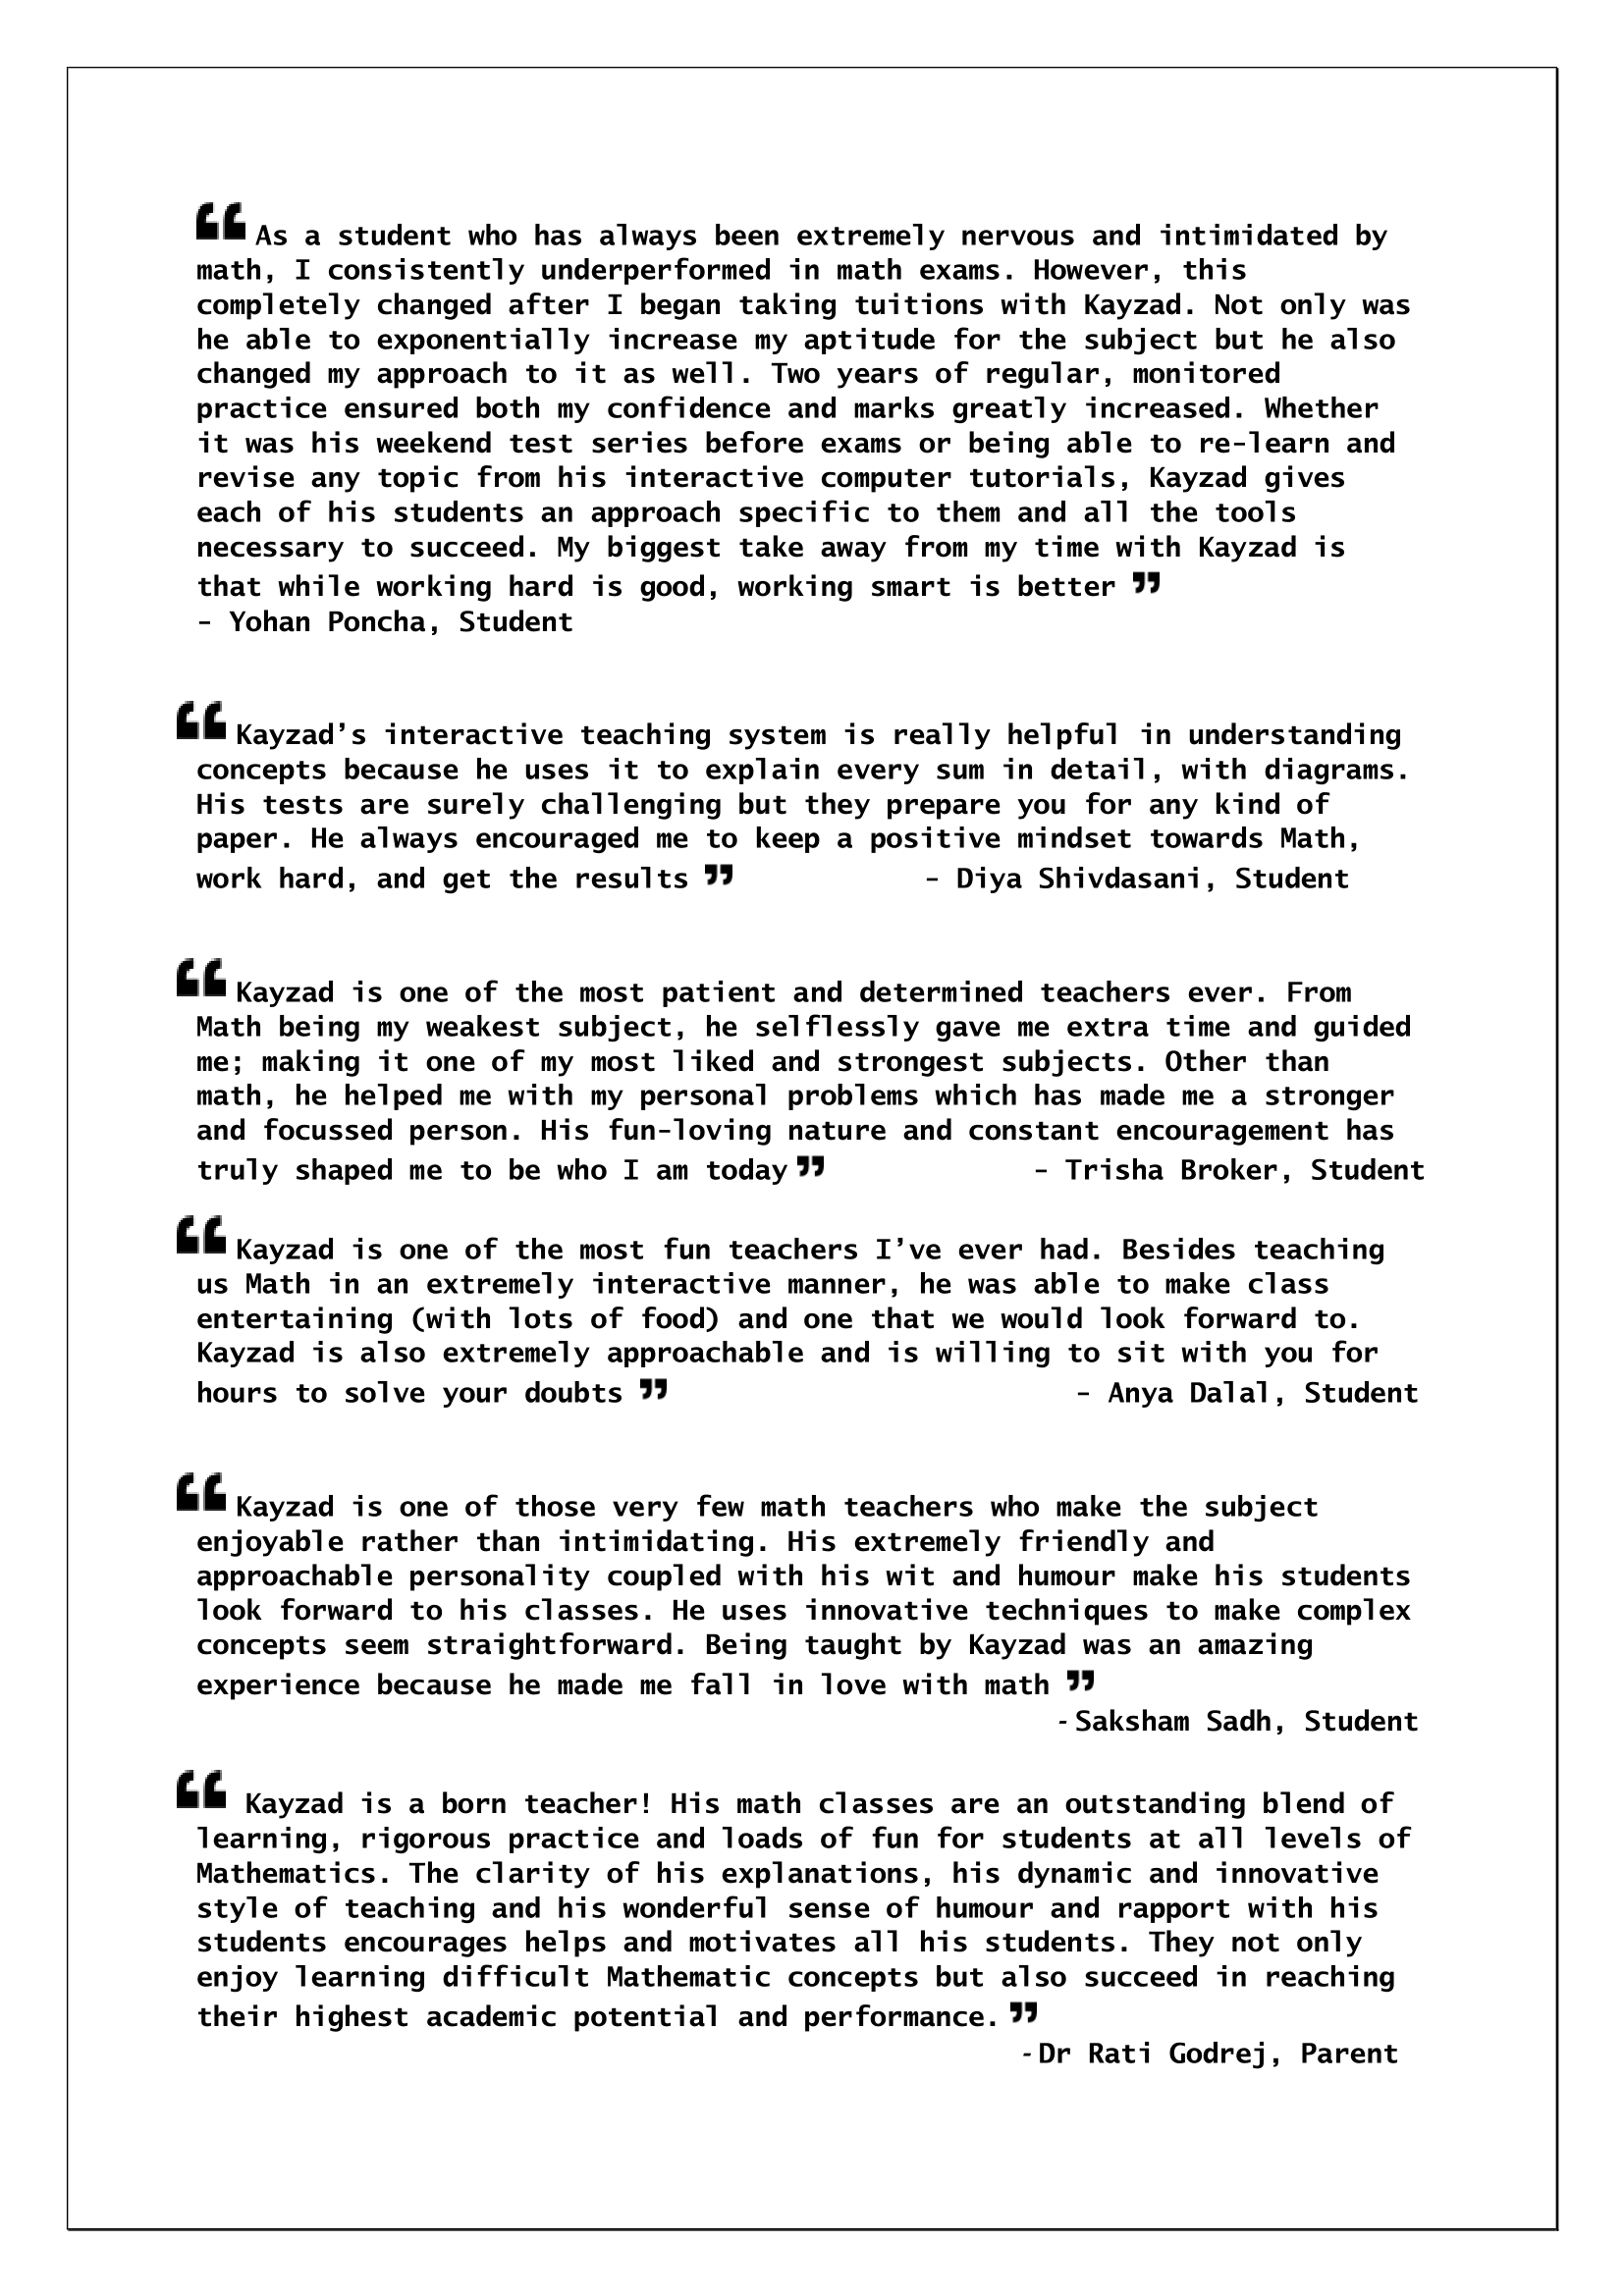 “ As a student who has always been extremely nervous and intimidated by
math, I consistently underperformed in math exams. However, this
completely changed after I began taking tuitions with Kayzad. Not only was
he able to exponentially increase my aptitude for the subject but he also
changed my approach to it as well. Two years of regular, monitored
practice ensured both my confidence and marks greatly increased. Whether
it was his weekend test series before exams or being able to re-learn and
revise any topic from his interactive computer tutorials, Kayzad gives
each of his students an approach specific to them and all the tools
necessary to succeed. My biggest take away from my time with Kayzad is
that while working hard is good, working smart is better ”
– Yohan Poncha, Student
“ Kayzad’s interactive teaching system is really helpful in understanding
concepts because he uses it to explain every sum in detail, with diagrams.
His tests are surely challenging but they prepare you for any kind of
paper. He always encouraged me to keep a positive mindset towards Math,
work hard, and get the results ” – Diya Shivdasani, Student
“ Kayzad is one of the most patient and determined teachers ever. From
Math being my weakest subject, he selflessly gave me extra time and guided
me; making it one of my most liked and strongest subjects. Other than
math, he helped me with my personal problems which has made me a stronger
and focussed person. His fun-loving nature and constant encouragement has
truly shaped me to be who I am today ” – Trisha Broker, Student
“ Kayzad is one of the most fun teachers I’ve ever had. Besides teaching
us Math in an extremely interactive manner, he was able to make class
entertaining (with lots of food) and one that we would look forward to.
Kayzad is also extremely approachable and is willing to sit with you for
hours to solve your doubts ” – Anya Dalal, Student
“ Kayzad is one of those very few math teachers who make the subject
enjoyable rather than intimidating. His extremely friendly and
approachable personality coupled with his wit and humour make his students
look forward to his classes. He uses innovative techniques to make complex
concepts seem straightforward. Being taught by Kayzad was an amazing
experience because he made me fall in love with math ”
-Saksham Sadh, Student
“ Kayzad is a born teacher! His math classes are an outstanding blend of
learning, rigorous practice and loads of fun for students at all levels of
Mathematics. The clarity of his explanations, his dynamic and innovative
style of teaching and his wonderful sense of humour and rapport with his
students encourages helps and motivates all his students. They not only
enjoy learning difficult Mathematic concepts but also succeed in reaching
their highest academic potential and performance. ”
-Dr Rati Godrej, Parent